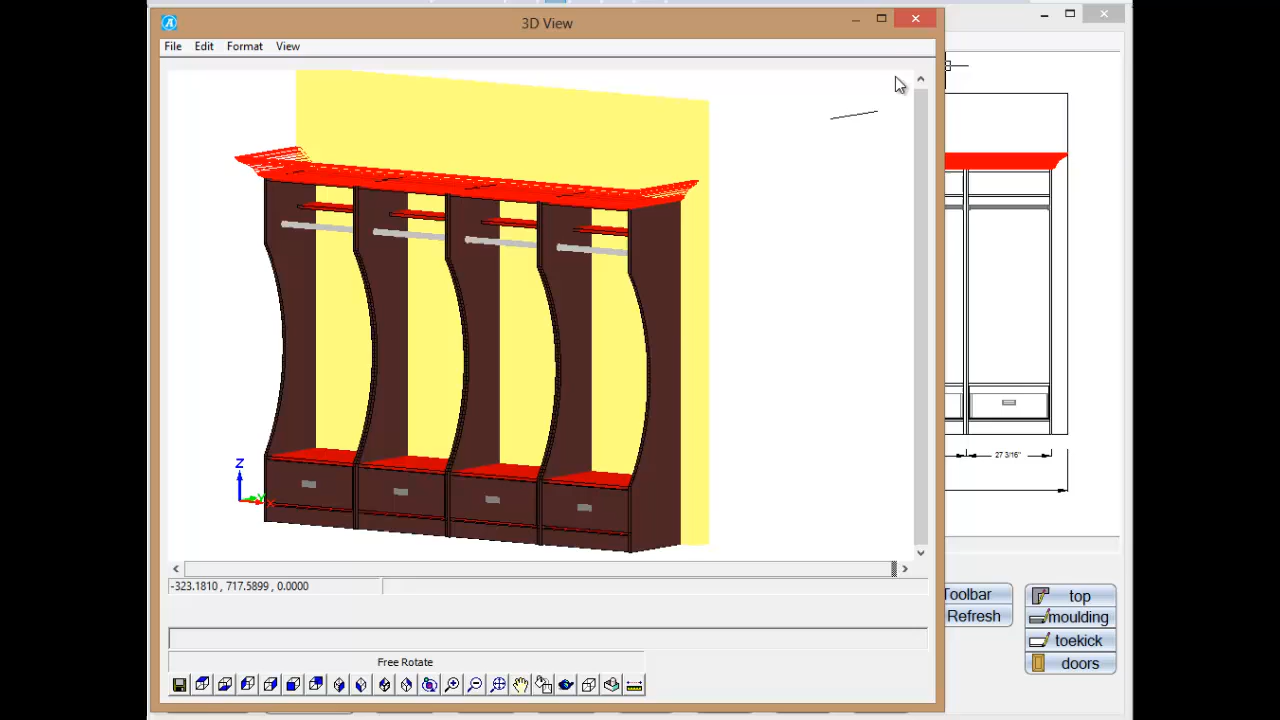 3D View
File Edit Format View
Z
Y
X
27 3/16"
-323.1810 , 717.5899 , 0.0000
Toolbar
Refresh
top
moulding
toekick
doors
Free Rotate